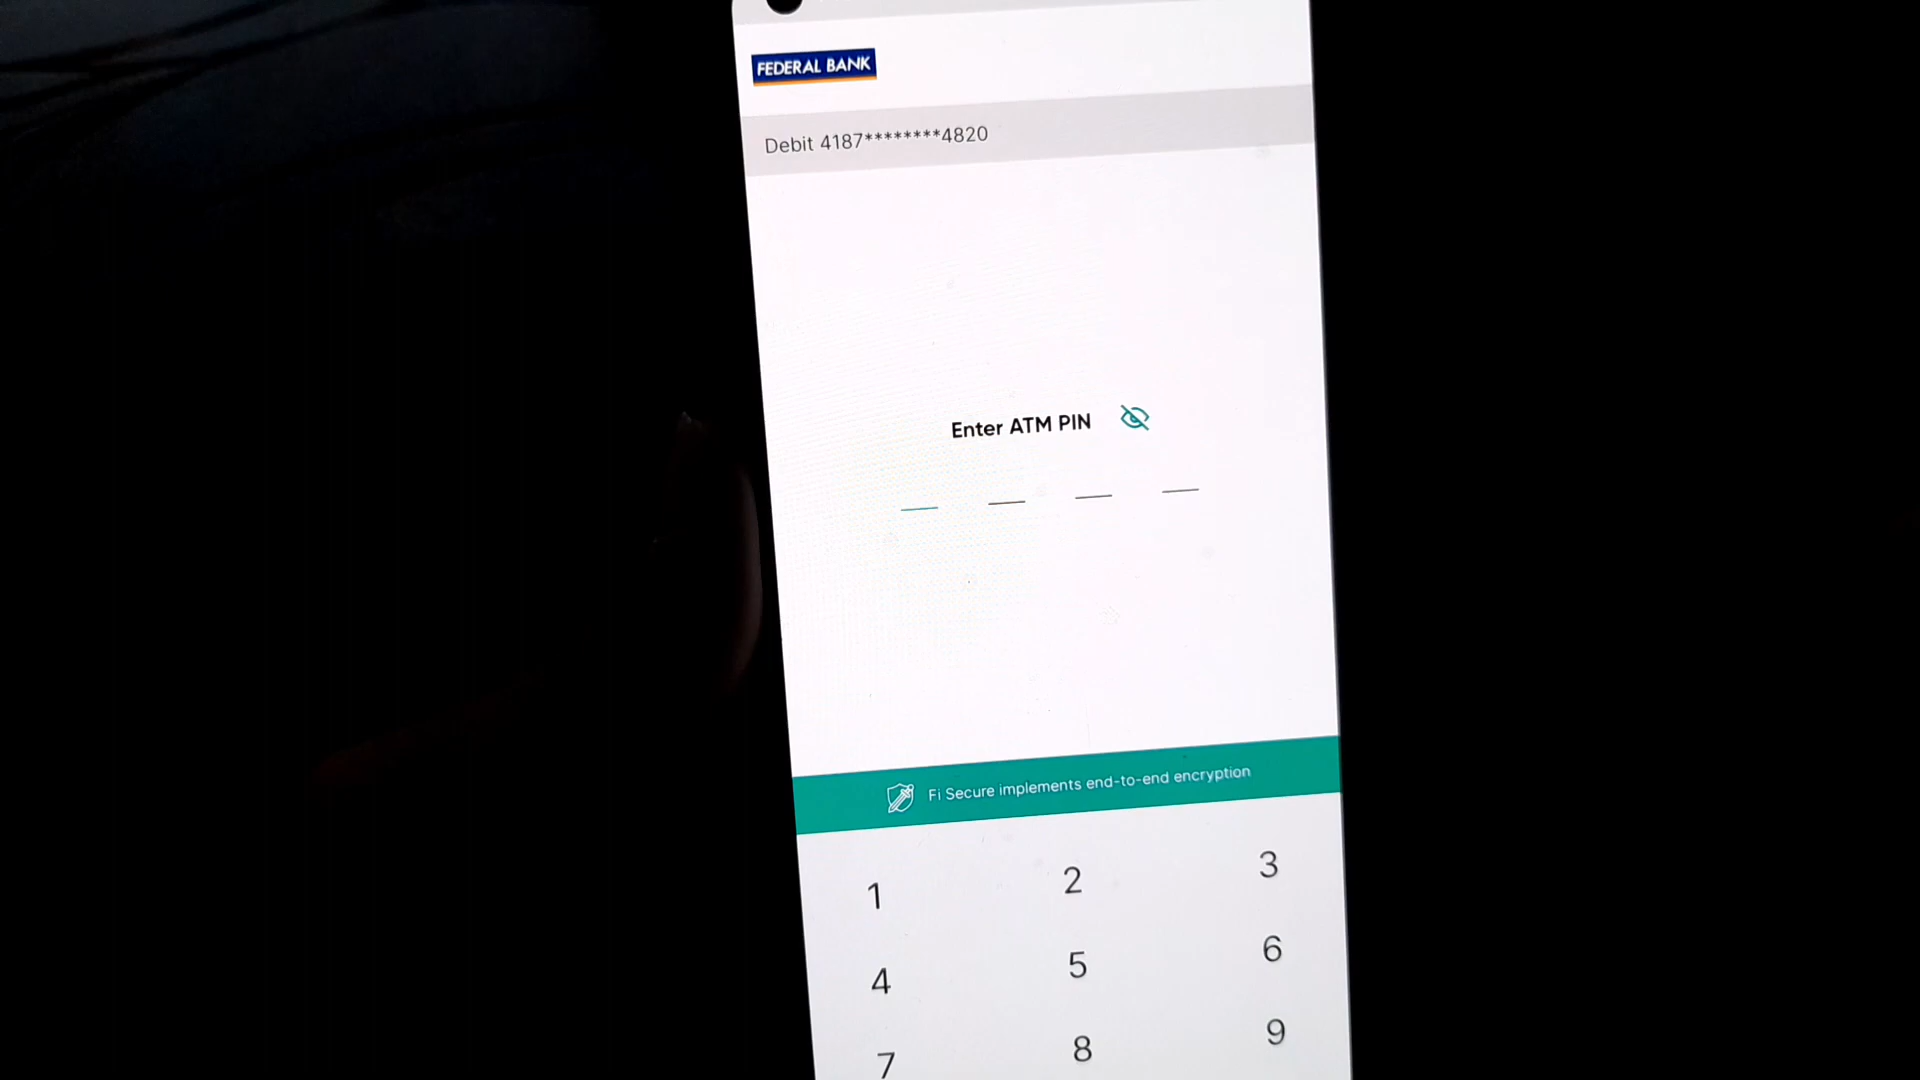 FEDERAL BANK
Debit 4187********4820
Enter ATM PIN
Fi Secure implements end-to-end encryption
1 2 3
4 5 6
7 8 9